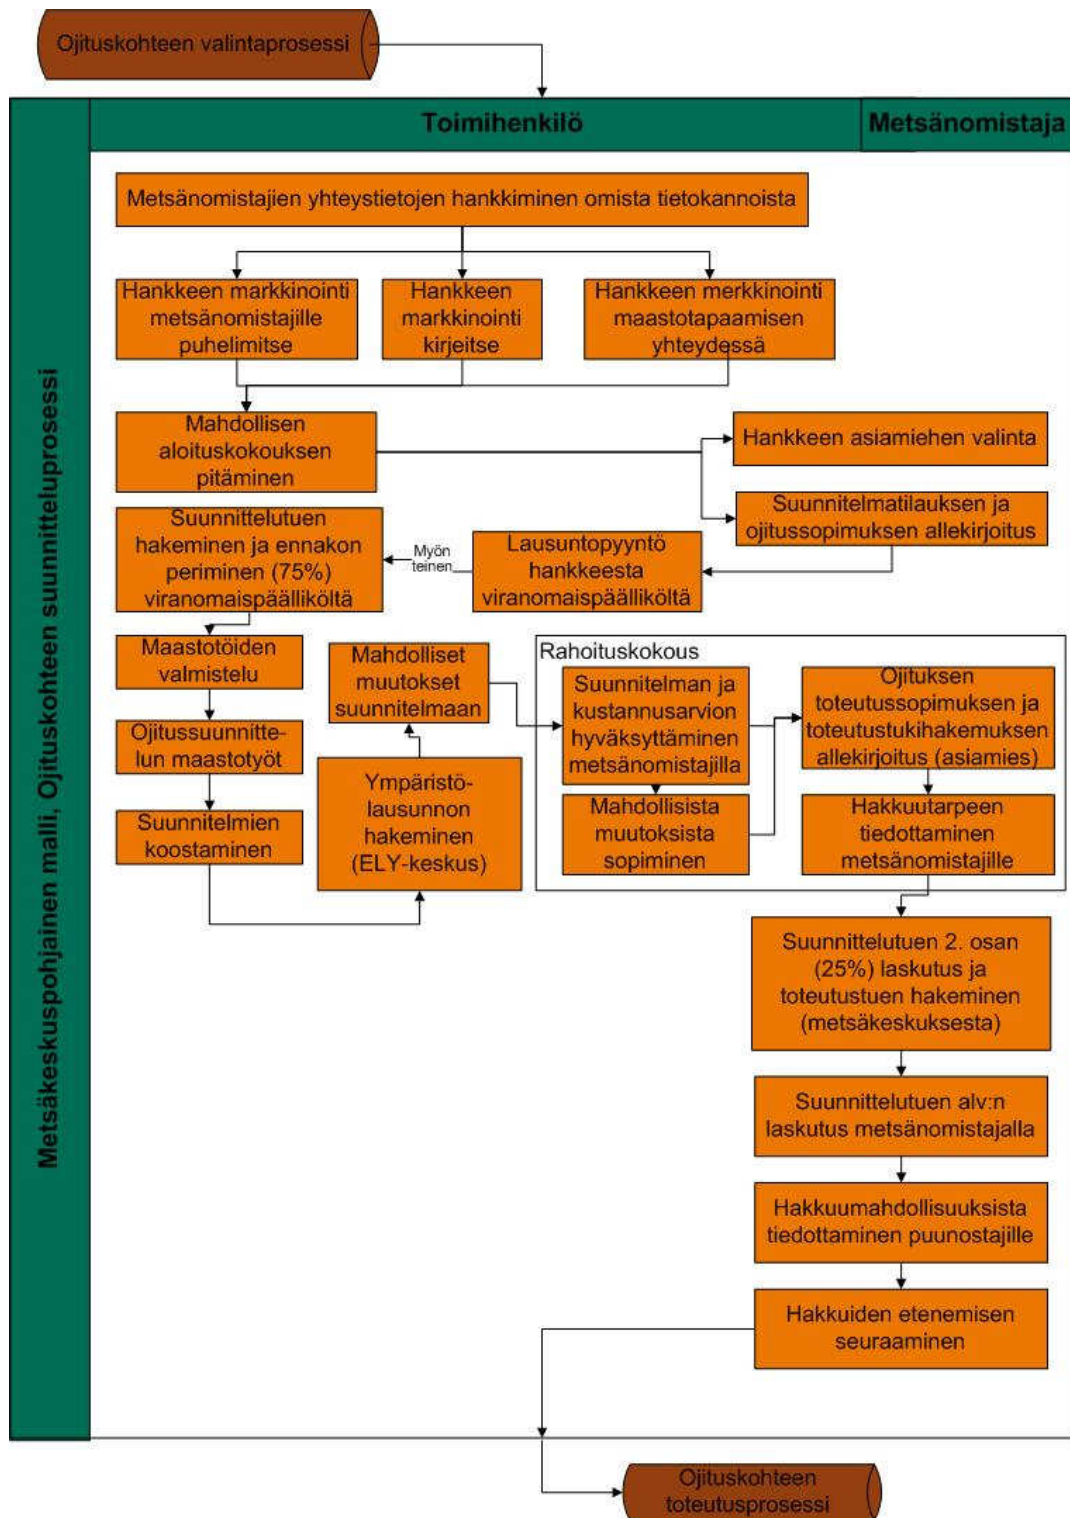 Ojituskohteen valintaprosessi
Metsäkeskuspohjainen malli, Ojituskohteen suunnitteluprosessi
Toimihenkilö
Metsänomistaja
Metsänomistajien yhteystietojen hankkiminen omista tietokannoista
Hankkeen markkinointi
metsänomistajille
puhelimitse
Hankkeen
markkinointi
kirjeitse
Hankkeen merkkinointi
maastotapaamisen
yhteydessä
Mahdollisen
aloituskokouksen
pitäminen
Hankkeen asiamiehen valinta
Suunnitelmatilauksen ja
ojitussopimuksen allekirjoitus
Lausuntopyyntö
hankkeesta
viranomaispäälliköltä
Myön
teinen
Suunnittelutuen
hakeminen ja ennakon
periminen (75%)
viranomaispäälliköltä
Maastotöiden
valmistelu
Ojitussuunnitte-
lun maastotyöt
Suunnitelmien
koostaminen
Ympäristö-
lausunnon
hakeminen
(ELY-keskus)
Mahdolliset
muutokset
suunnitelmaan
Rahoituskokous
Suunnitelman ja
kustannusarvion
hyväksyttäminen
metsänomistajilla
Mahdollisista
muutoksista
sopiminen
Ojituksen
toteutussopimuksen ja
toteutustukihakemuksen
allekirjoitus (asiamies)
Hakkuutarpeen
tiedottaminen
metsänomistajille
Suunnittelutuen 2. osan
(25%) laskutus ja
toteutustuen hakeminen
(metsäkeskuksesta)
Suunnittelutuen alv:n
laskutus metsänomistajalla
Hakkuumahdollisuuksista
tiedottaminen puunostajille
Hakkuiden etenemisen
seuraaminen
Ojituskohteen
toteutusprosessi